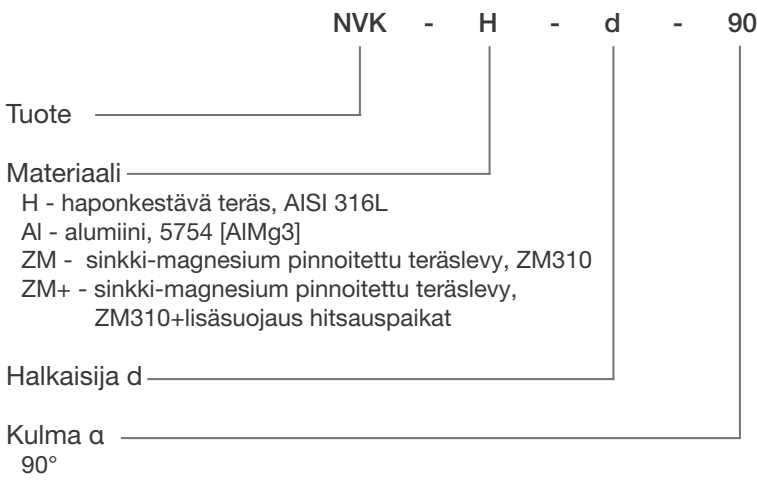 NVK - H - d - 90
Tuote
Materiaali
H - haponkestävä teräs, AISI 316L
Al - alumiini, 5754 [AlMg3]
ZM - sinkki-magnesium pinnoitettu teräslevy, ZM310
ZM+ - sinkki-magnesium pinnoitettu teräslevy,
ZM310+lisäsuojaus hitsauspaikat
Halkaisija d
Kulma α
90°